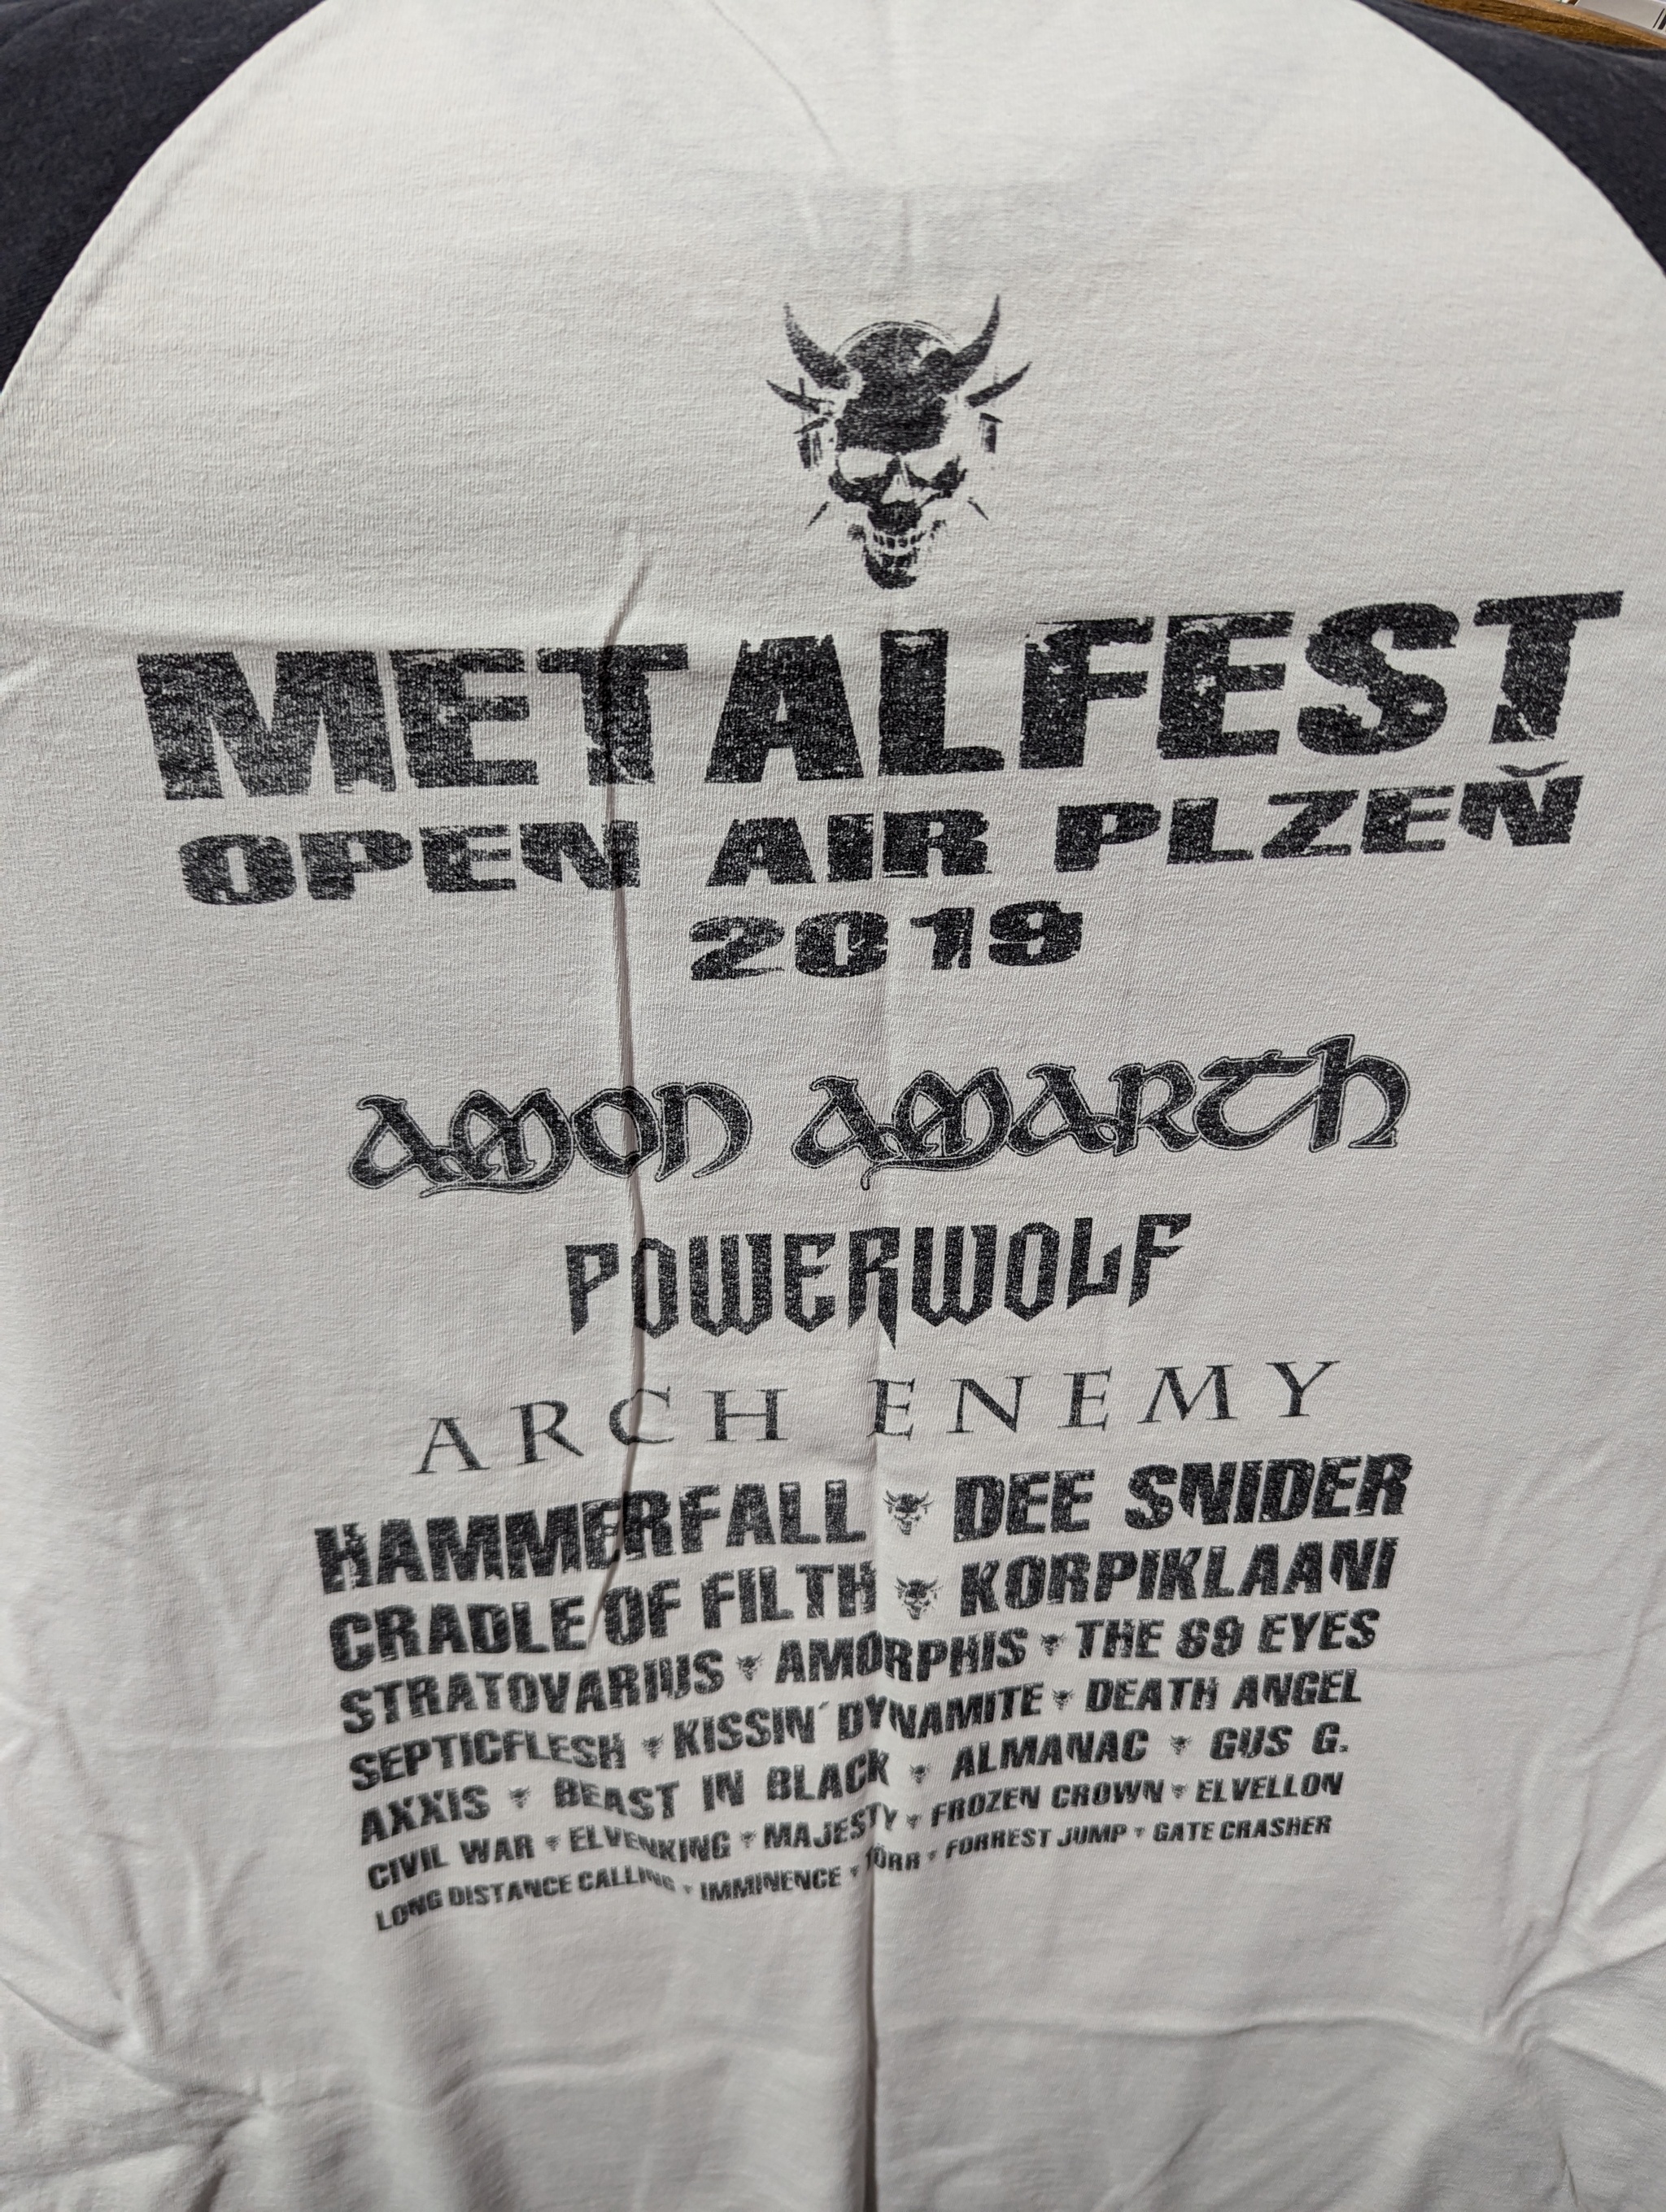 METALFEST
OPEN AIR PLZEŇ
2019
AMON AMARTH
POWERWOLF
ARCH ENEMY
HAMMERFALL DEE SNIDER
CRADLE OF FILTH KORPIKLAANI
STRATOVARIUS AMORPHIS THE 69 EYES
SEPTICFLESH KISSIN´ DYNAMITE DEATH ANGEL
AXXIS BEAST IN BLACK ALMANAC GUS G.
CIVIL WAR ELVENKING MAJESTY FROZEN CROWN ELVELLON
LONG DISTANCE CALLING IMMINENCE TÖRR FORREST JUMP GATE CRASHER